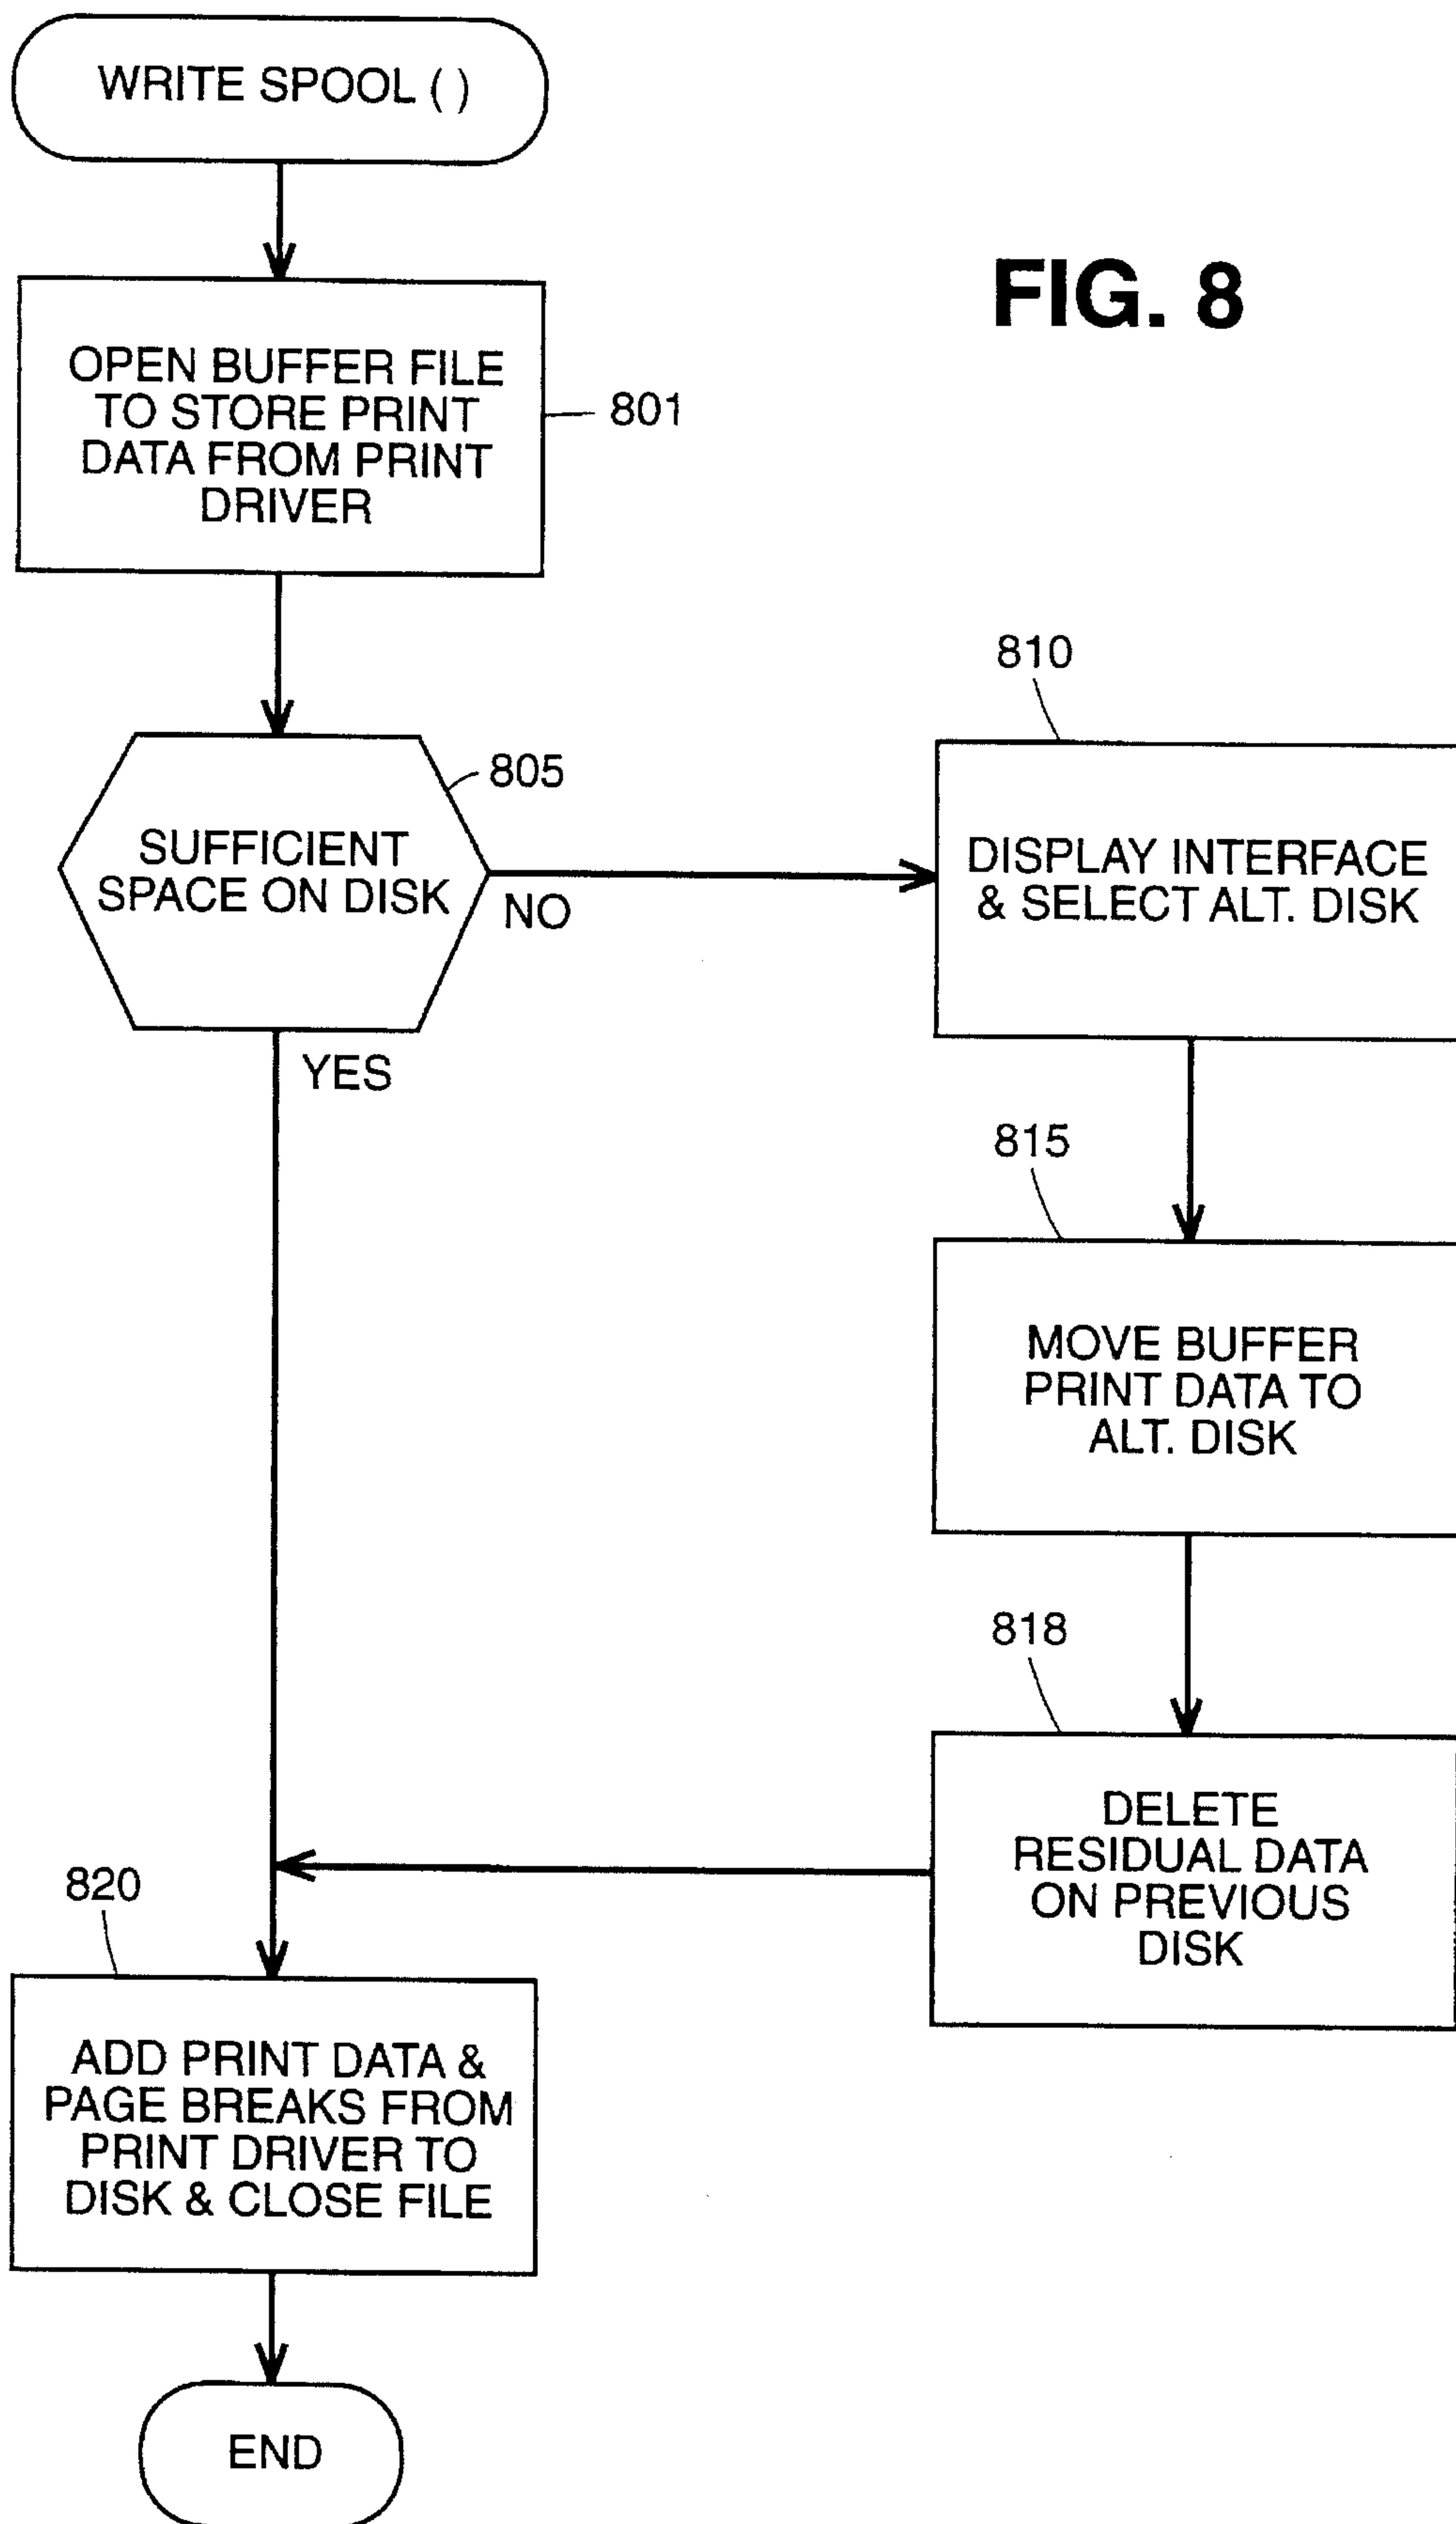 WRITE SPOOL ( )
FIG. 8
OPEN BUFFER FILE
TO STORE PRINT
DATA FROM PRINT
DRIVER
801
805
SUFFICIENT
SPACE ON DISK
NO
YES
810
DISPLAY INTERFACE
& SELECT ALT. DISK
815
MOVE BUFFER
PRINT DATA TO
ALT. DISK
818
DELETE
RESIDUAL DATA
ON PREVIOUS
DISK
820
ADD PRINT DATA &
PAGE BREAKS FROM
PRINT DRIVER TO
DISK & CLOSE FILE
END